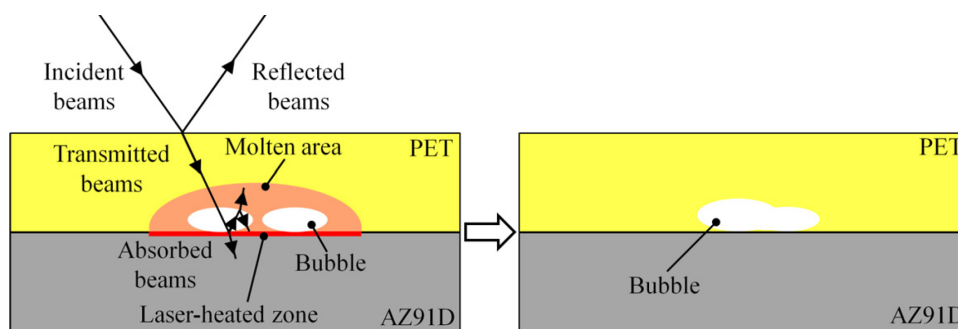 Incident
beams
Reflected
beams
Transmitted
beams
Molten area
PET
Absorbed
beams
Bubble
Laser-heated zone
AZ91D
PET
Bubble
AZ91D